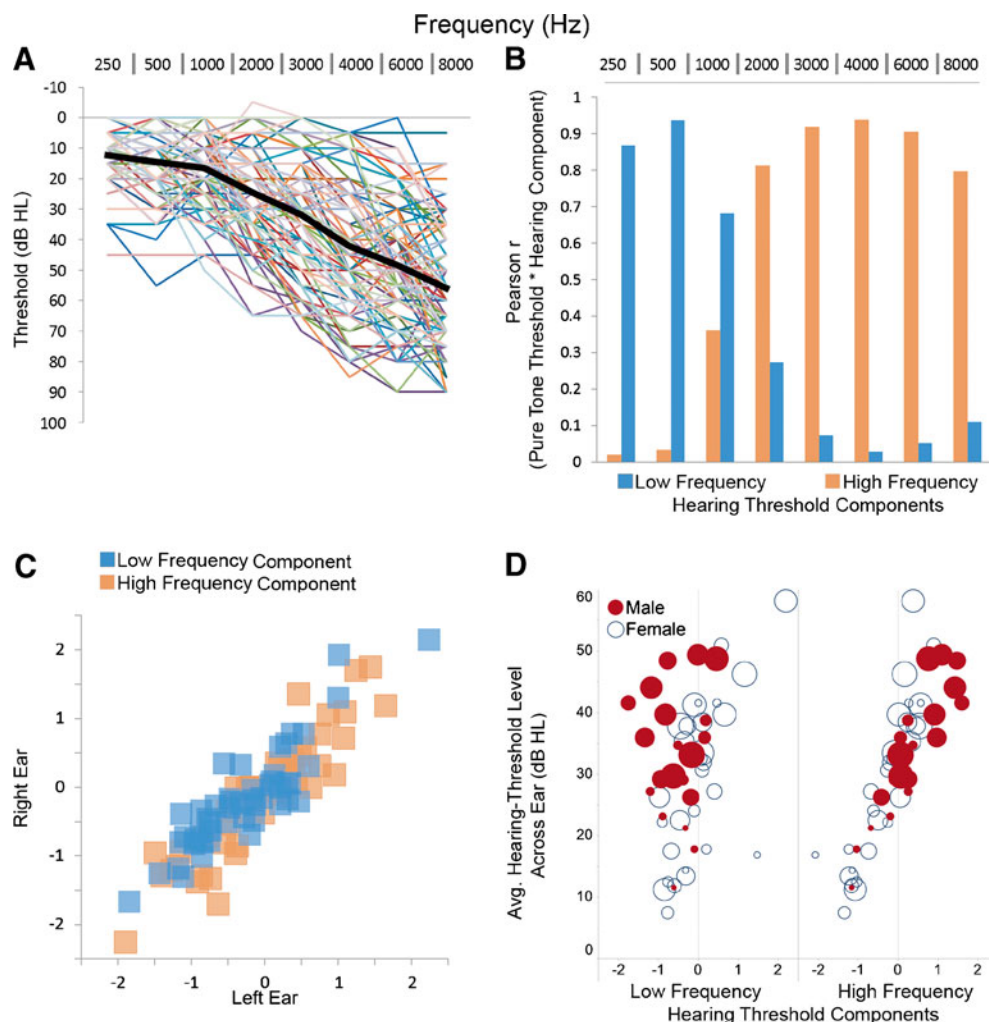 Frequency (Hz)
A
250 | 500 | 1000 | 2000 | 3000 | 4000 | 6000 | 8000
-10
0
10
20
30
40
50
60
70
80
90
100
Threshold (dB HL)
B
250 | 500 | 1000 | 2000 | 3000 | 4000 | 6000 | 8000
1
0.9
0.8
0.7
0.6
0.5
0.4
0.3
0.2
0.1
0
Pearson r
(Pure Tone Threshold * Hearing Component)
Low Frequency High Frequency
Hearing Threshold Components
C
Low Frequency Component
High Frequency Component
2
1
0
-1
-2
Right Ear
-2 -1 0 1 2
Left Ear
D
Male
Female
60
50
40
30
20
10
0
Avg. Hearing-Threshold Level
Across Ear (dB HL)
-2 -1 0 1 2 -2 -1 0 1 2
Low Frequency High Frequency
Hearing Threshold Components